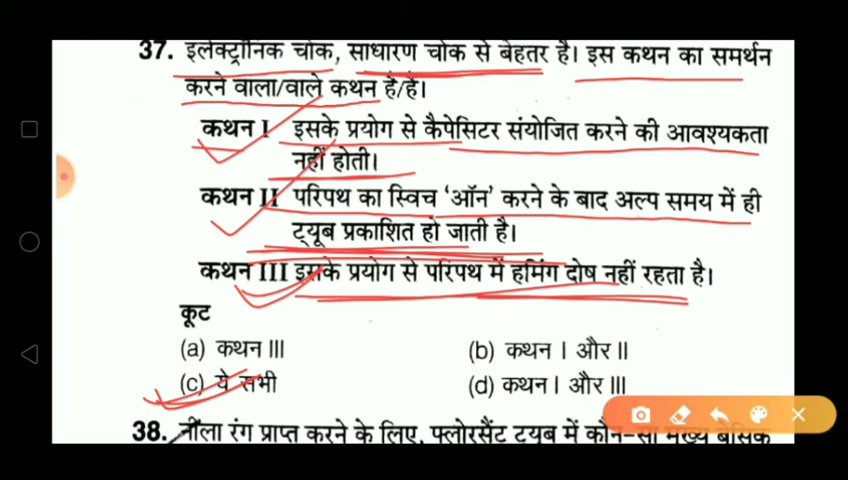 37. इलेक्ट्रॉनिक चोक, साधारण चोक से बेहतर है। इस कथन का समर्थन
करने वाला/वाले कथन है/हैं।
कथन I इसके प्रयोग से कैपेसिटर संयोजित करने की आवश्यकता
नहीं होती।
कथन II परिपथ का स्विच ‘ऑन’ करने के बाद अल्प समय में ही
ट्यूब प्रकाशित हो जाती है।
कथन III इसके प्रयोग से परिपथ में हमिंग दोष नहीं रहता है।
कूट
(a) कथन III (b) कथन I और II
(c) ये सभी (d) कथन I और III
38. नीला रंग प्राप्त करने के लिए, फ्लोरसैंट ट्यूब में कौन-सा मुख्य बेसिक